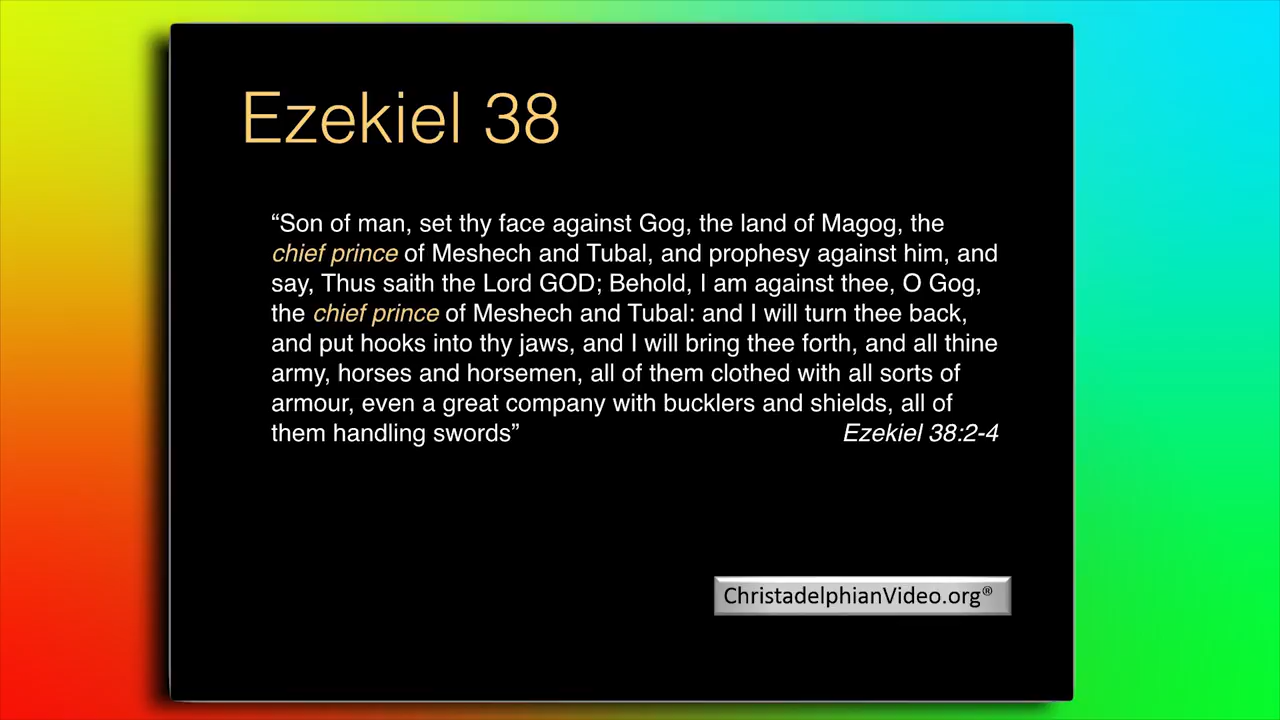 Ezekiel 38
“Son of man, set thy face against Gog, the land of Magog, the
chief prince of Meshech and Tubal, and prophesy against him, and
say, Thus saith the Lord GOD; Behold, I am against thee, O Gog,
the chief prince of Meshech and Tubal: and I will turn thee back,
and put hooks into thy jaws, and I will bring thee forth, and all thine
army, horses and horsemen, all of them clothed with all sorts of
armour, even a great company with bucklers and shields, all of
them handling swords” Ezekiel 38:2-4
ChristadelphianVideo.org®